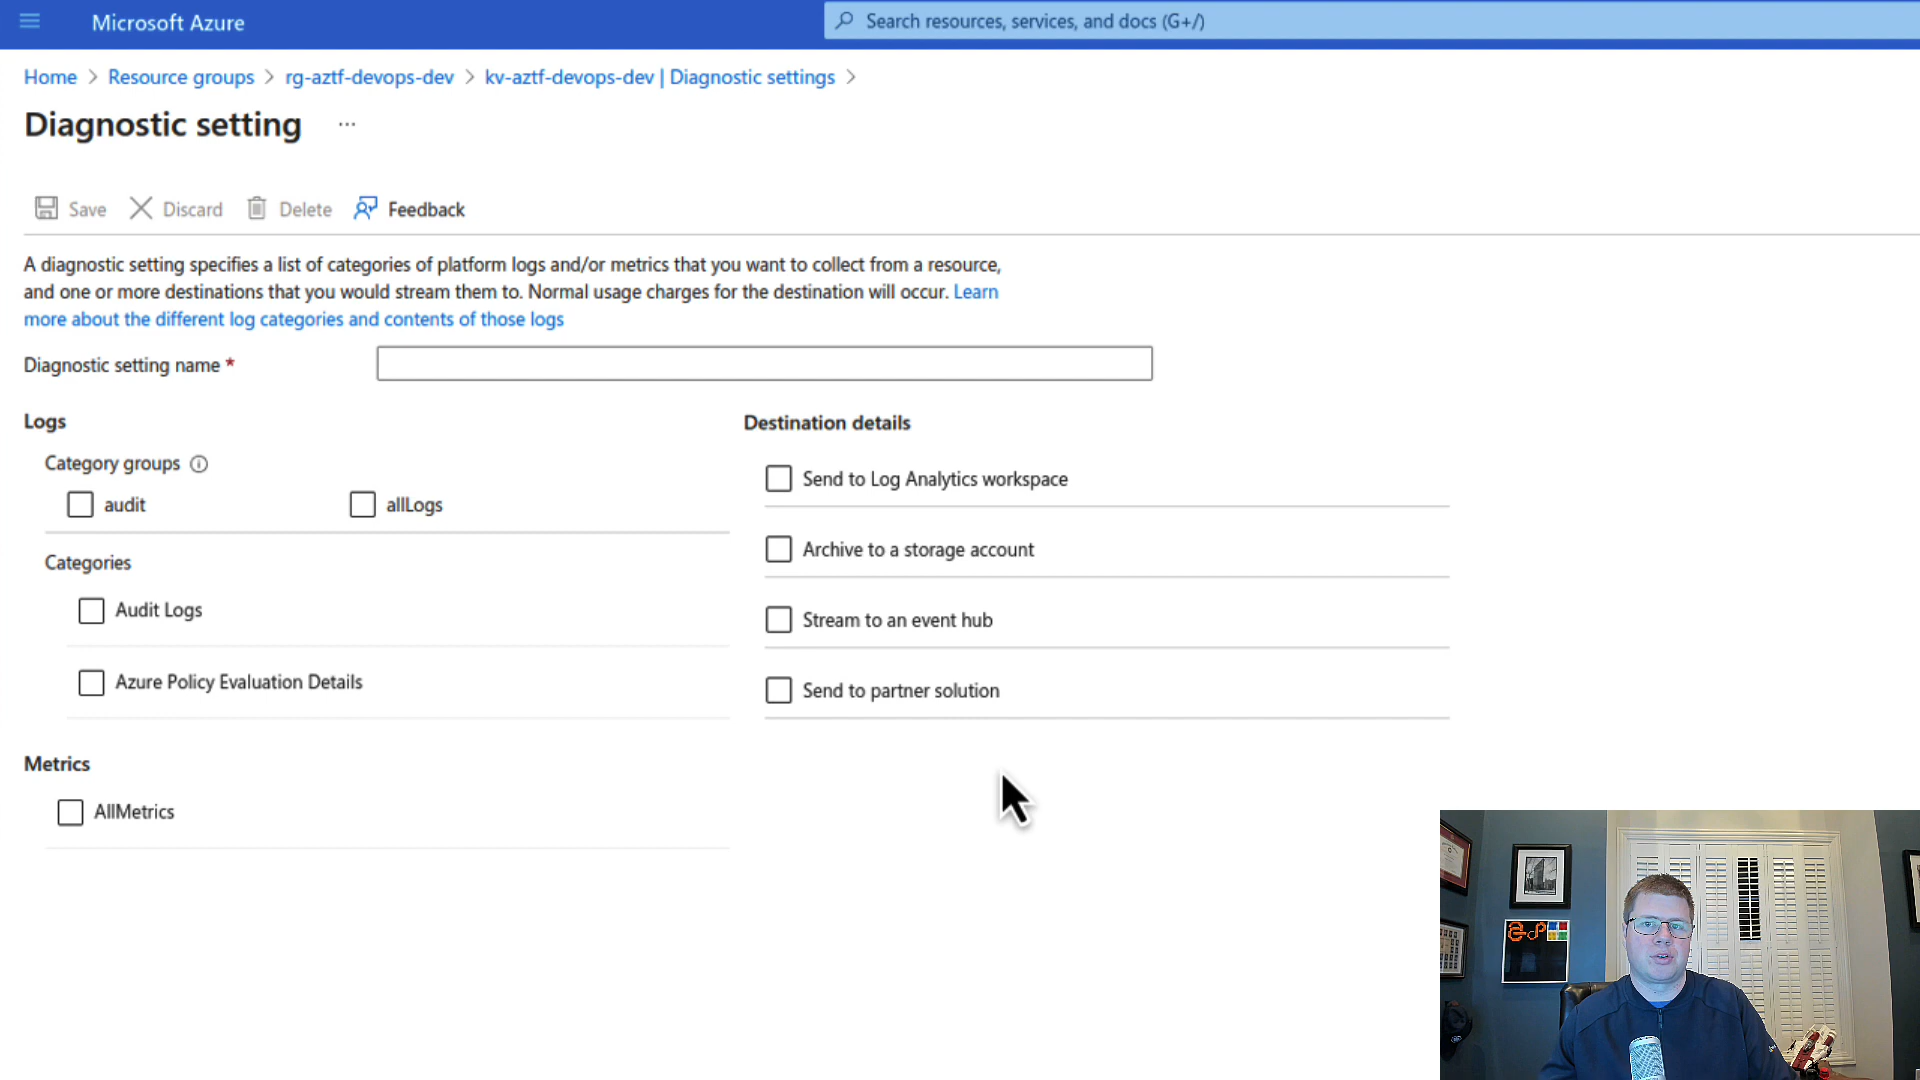 Microsoft Azure
Search resources, services, and docs (G+/)
Home > Resource groups > rg-aztf-devops-dev > kv-aztf-devops-dev | Diagnostic settings >
Diagnostic setting ...
Save Discard Delete Feedback
A diagnostic setting specifies a list of categories of platform logs and/or metrics that you want to collect from a resource,
and one or more destinations that you would stream them to. Normal usage charges for the destination will occur. Learn
more about the different log categories and contents of those logs
Diagnostic setting name *
Logs
Category groups
audit
allLogs
Categories
Audit Logs
Azure Policy Evaluation Details
Metrics
AllMetrics
Destination details
Send to Log Analytics workspace
Archive to a storage account
Stream to an event hub
Send to partner solution